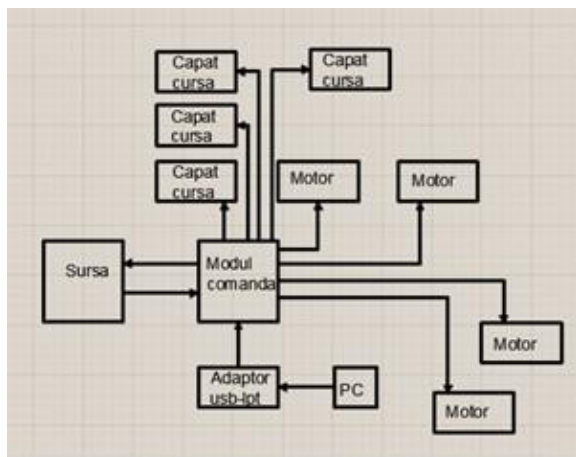 Capat
cursa
Capat
cursa
Capat
cursa
Capat
cursa
Motor
Motor
Sursa
Modul
comanda
Motor
Adaptor
usb-lpt
PC
Motor